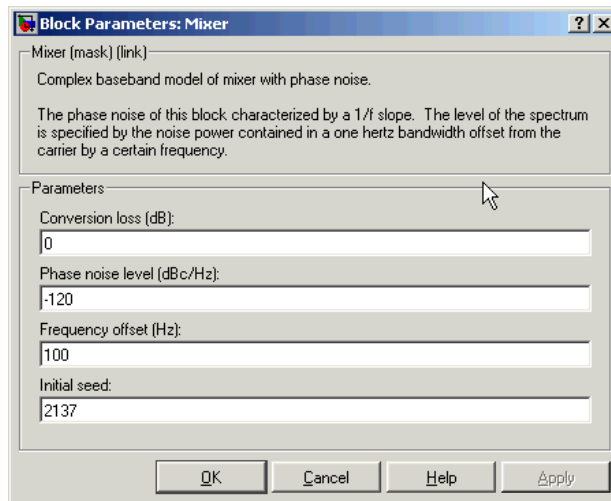 Block Parameters: Mixer
Mixer (mask) (link)
Complex baseband model of mixer with phase noise.
The phase noise of this block characterized by a 1/f slope. The level of the spectrum
is specified by the noise power contained in a one hertz bandwidth offset from the
carrier by a certain frequency.
Parameters
Conversion loss (dB):
0
Phase noise level (dBc/Hz):
-120
Frequency offset (Hz):
100
Initial seed:
2137
OK Cancel Help Apply